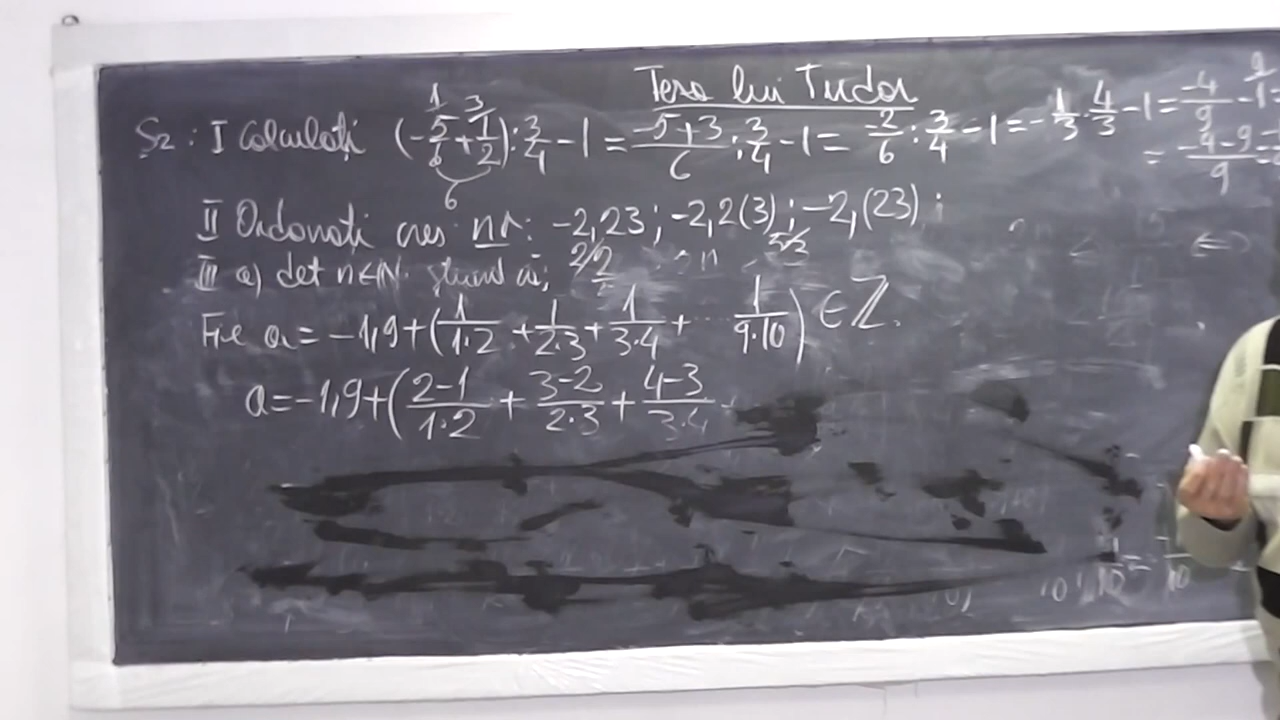 Teza lui Tudor
S2: I Calculați (-5/6 + 1/2) : 3/4 - 1 = -5+3/6 : 3/4 - 1 = -2/6 : 3/4 - 1 = -1/3 · 4/3 - 1 = -4/9 - 1 =
= -4-9/9 =
II Ordonați cres nr: -2,23 ; -2,2(3) ; -2,(23) ;
III a) det n∈N
Fie a = -1,9 + (1/1·2 + 1/2·3 + 1/3·4 + ... 1/9·10) ∈ Z.
a = -1,9 + (2-1/1·2 + 3-2/2·3 + 4-3/3·4